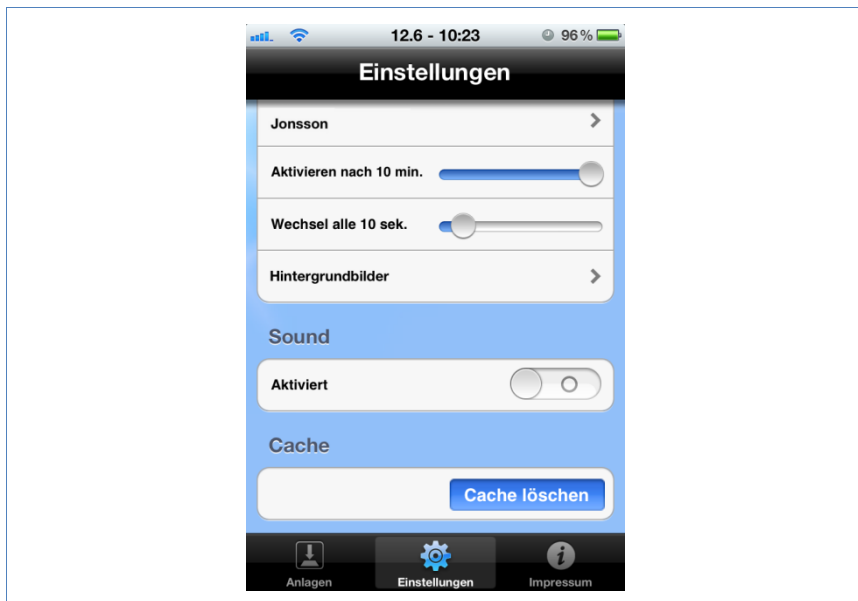 12.6 - 10:23 96%
Einstellungen
Jonsson
Aktivieren nach 10 min.
Wechsel alle 10 sek.
Hintergrundbilder
Sound
Aktiviert
Cache
Cache löschen
Anlagen Einstellungen Impressum